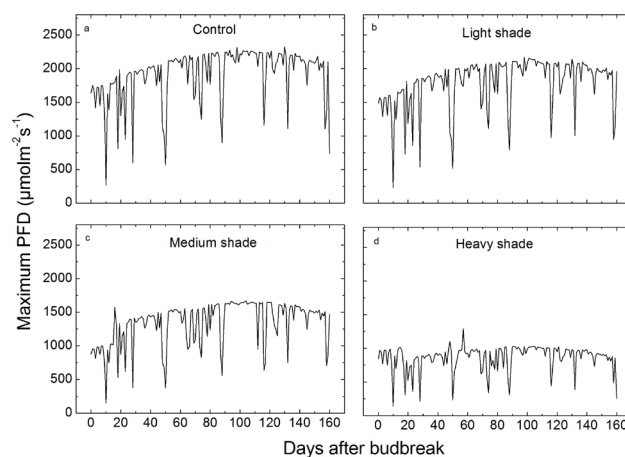 a
Control
b
Light shade
2500
2000
1500
1000
500
0
c
Medium shade
d
Heavy shade
2500
2000
1500
1000
500
0
Maximum PFD (µmolm⁻²s⁻¹)
0 20 40 60 80 100 120 140 160
0 20 40 60 80 100 120 140 160
Days after budbreak